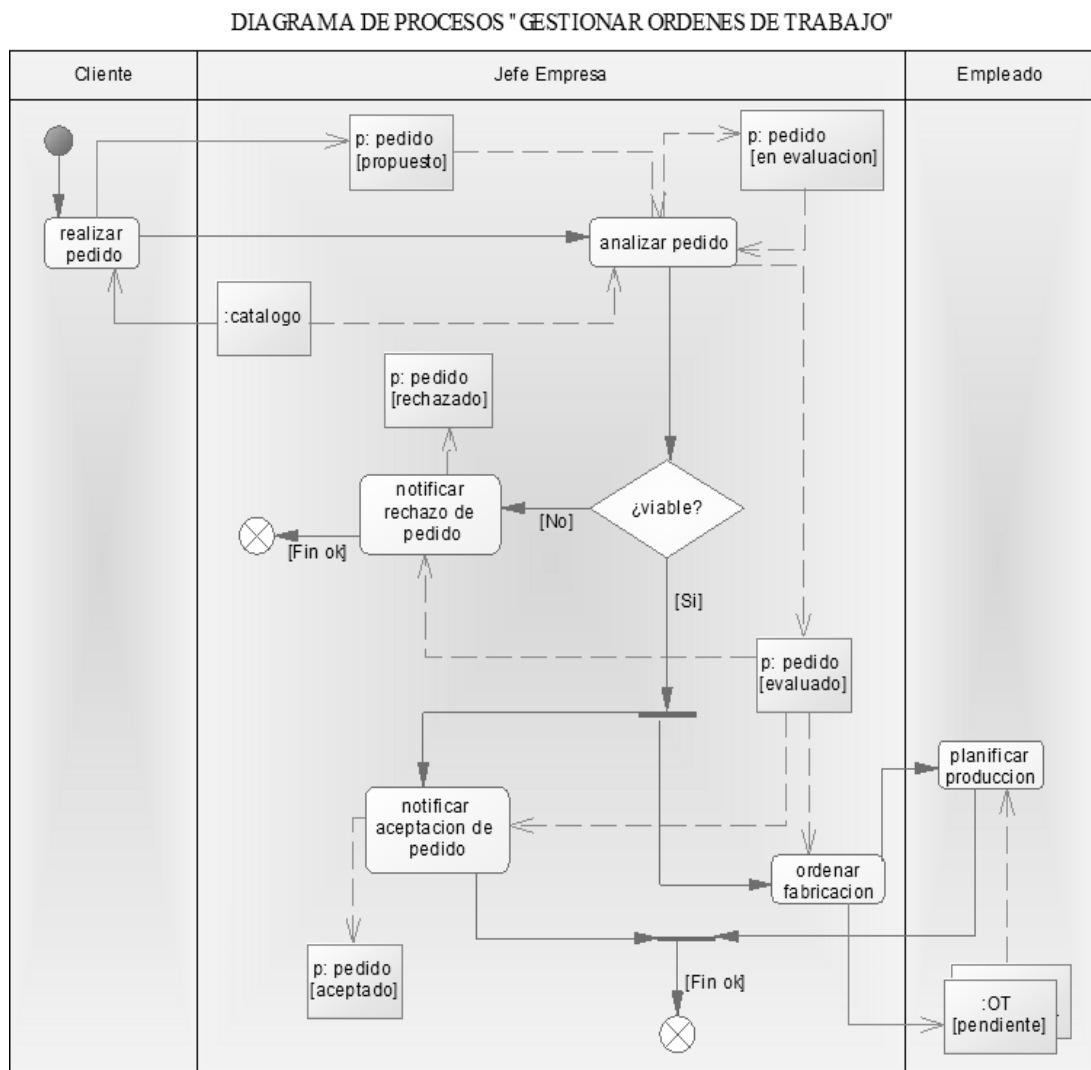 DIAGRAMA DE PROCESOS "GESTIONAR ORDENES DE TRABAJO"
Cliente
Jefe Empresa
Empleado
p: pedido
[propuesto]
p: pedido
[en evaluacion]
realizar
pedido
analizar pedido
:catalogo
p: pedido
[rechazado]
notificar
rechazo de
pedido
¿viable?
[No]
[Fin ok]
[Si]
p: pedido
[evaluado]
planificar
produccion
notificar
aceptacion de
pedido
ordenar
fabricacion
p: pedido
[aceptado]
[Fin ok]
:OT
[pendiente]